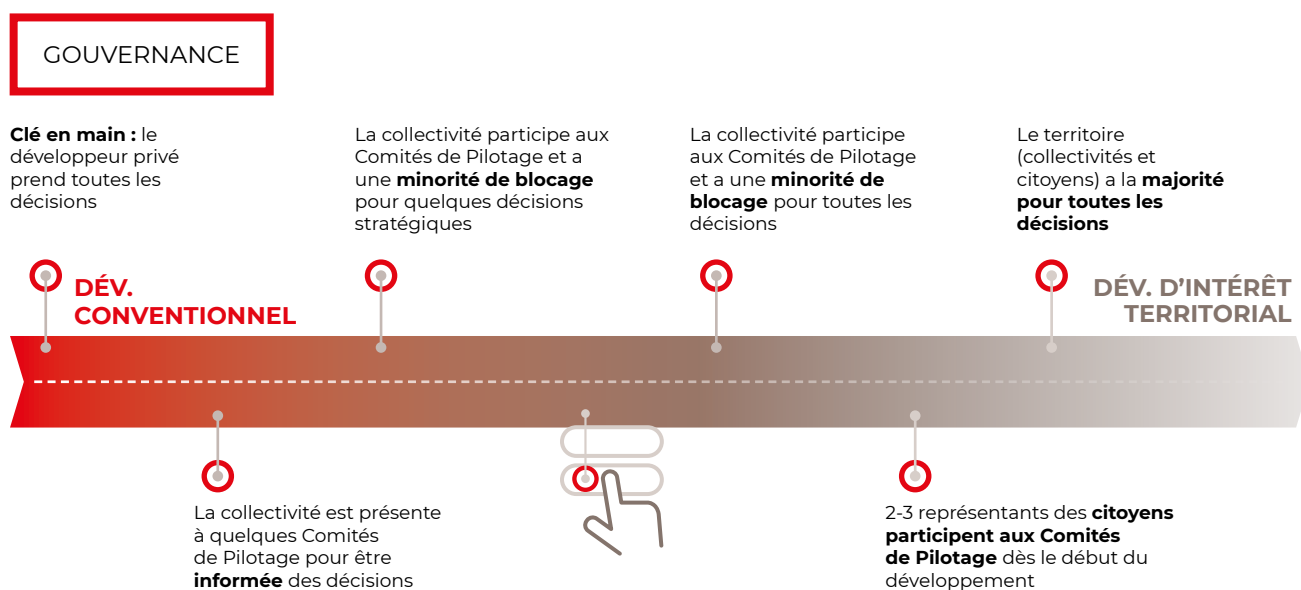 GOUVERNANCE
Clé en main : le
développeur privé
prend toutes les
décisions
La collectivité participe aux
Comités de Pilotage et a
une minorité de blocage
pour quelques décisions
stratégiques
La collectivité participe
aux Comités de Pilotage
et a une minorité de
blocage pour toutes les
décisions
Le territoire
(collectivités et
citoyens) a la majorité
pour toutes les
décisions
DÉV.
CONVENTIONNEL
DÉV. D’INTÉRÊT
TERRITORIAL
La collectivité est présente
à quelques Comités
de Pilotage pour être
informée des décisions
2-3 représentants des citoyens
participent aux Comités
de Pilotage dès le début du
développement